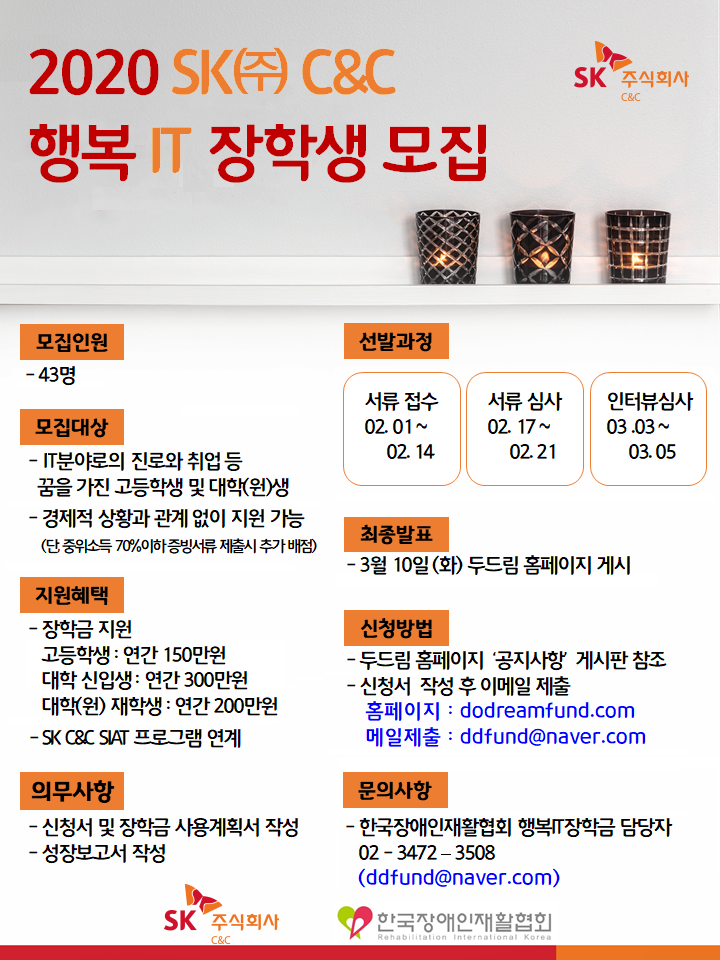 2020 SK㈜ C&C
행복 IT 장학생 모집
SK 주식회사
C&C
모집인원
- 43명
모집대상
- IT분야로의 진로와 취업 등
꿈을 가진 고등학생 및 대학(원)생
- 경제적 상황과 관계 없이 지원 가능
(단, 중위소득 70%이하 증빙서류 제출시 추가 배점)
지원혜택
- 장학금 지원
고등학생 : 연간 150만원
대학 신입생 : 연간 300만원
대학(원) 재학생 : 연간 200만원
- SK C&C SIAT 프로그램 연계
의무사항
- 신청서 및 장학금 사용계획서 작성
- 성장보고서 작성
선발과정
서류 접수
02. 01 ~
02. 14
서류 심사
02. 17 ~
02. 21
인터뷰심사
03 .03 ~
03. 05
최종발표
- 3월 10일 (화) 두드림 홈페이지 게시
신청방법
- 두드림 홈페이지 ‘공지사항’ 게시판 참조
- 신청서 작성 후 이메일 제출
홈페이지 : dodreamfund.com
메일제출 : ddfund@naver.com
문의사항
- 한국장애인재활협회 행복IT장학금 담당자
02 - 3472 – 3508
(ddfund@naver.com)
SK 주식회사
C&C
한국장애인재활협회
Rehabilitation International Korea